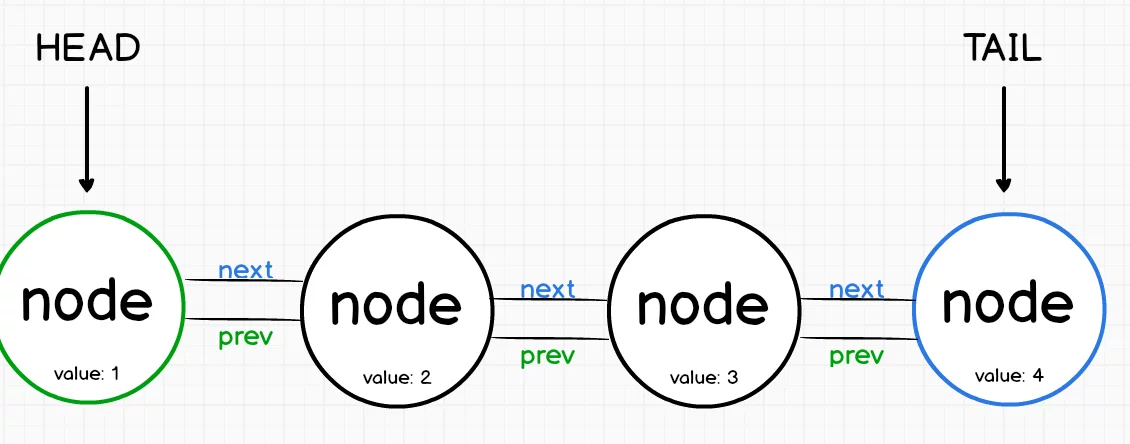 HEAD
TAIL
next
next
next
node
node
node
node
prev
prev
prev
value: 1
value: 2
value: 3
value: 4